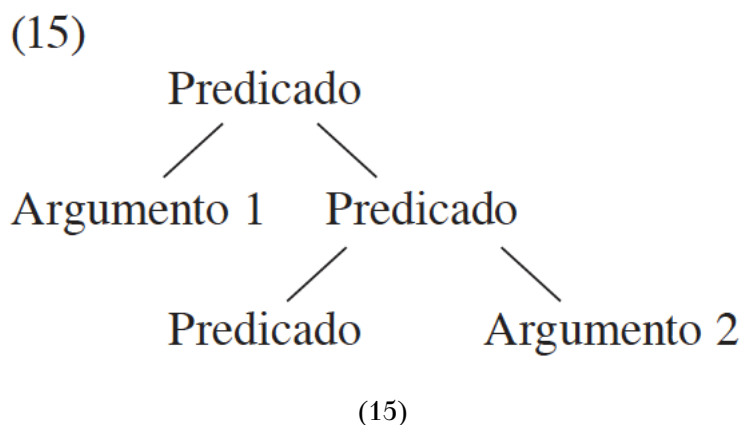 (15)
Predicado
Argumento 1 Predicado
Predicado Argumento 2
(15)